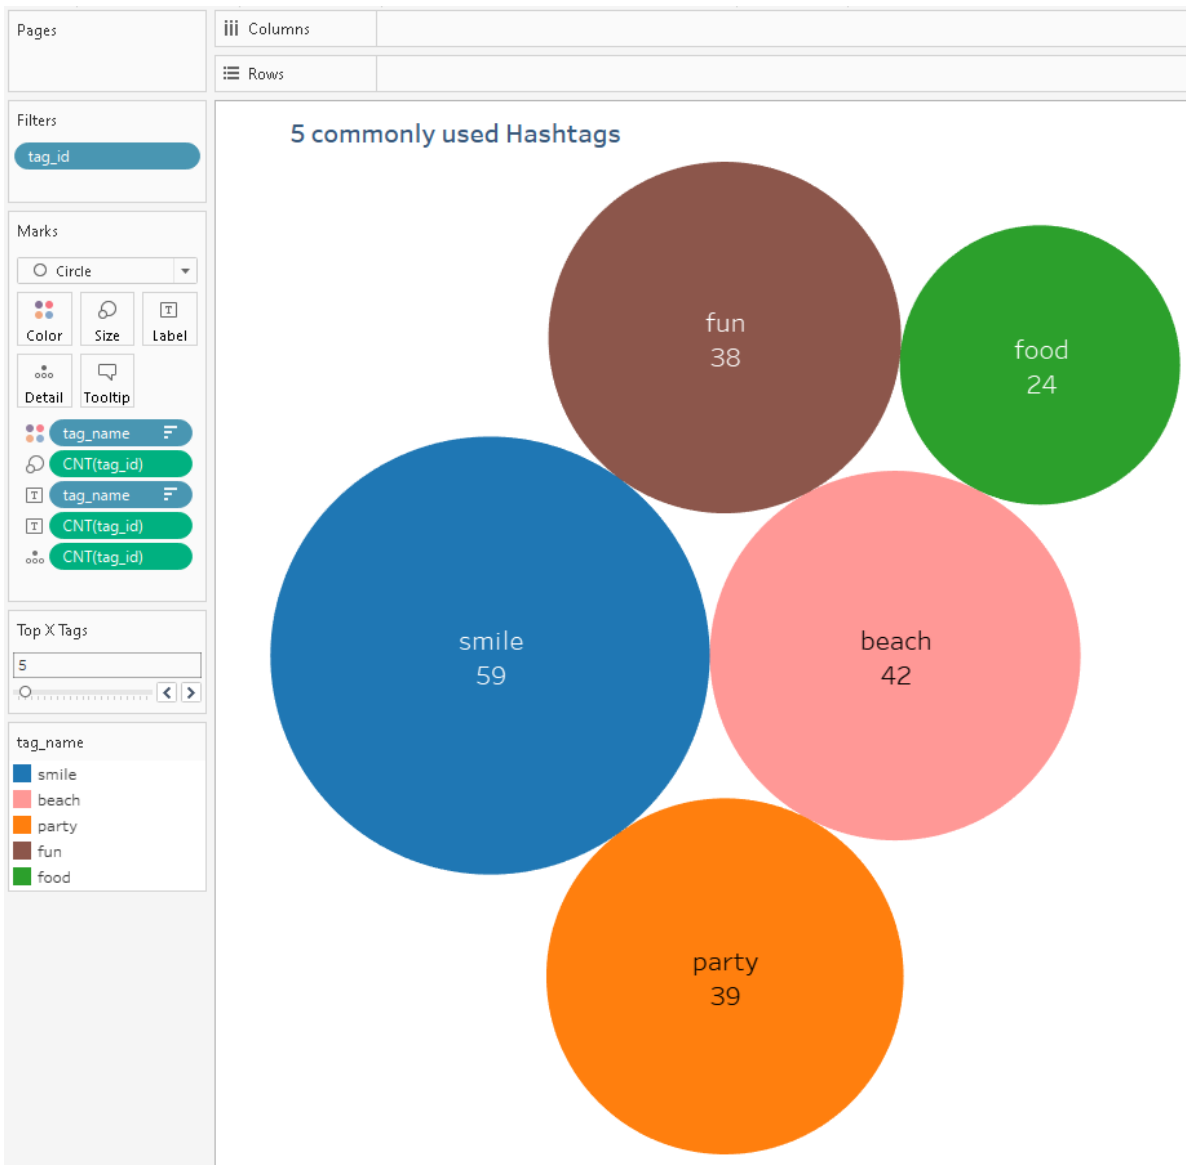 Pages
Columns
Rows
Filters
tag_id
Marks
Circle
Color
Size
Label
Detail
Tooltip
tag_name
CNT(tag_id)
tag_name
CNT(tag_id)
CNT(tag_id)
Top X Tags
5
tag_name
smile
beach
party
fun
food
5 commonly used Hashtags
fun
38
food
24
smile
59
beach
42
party
39